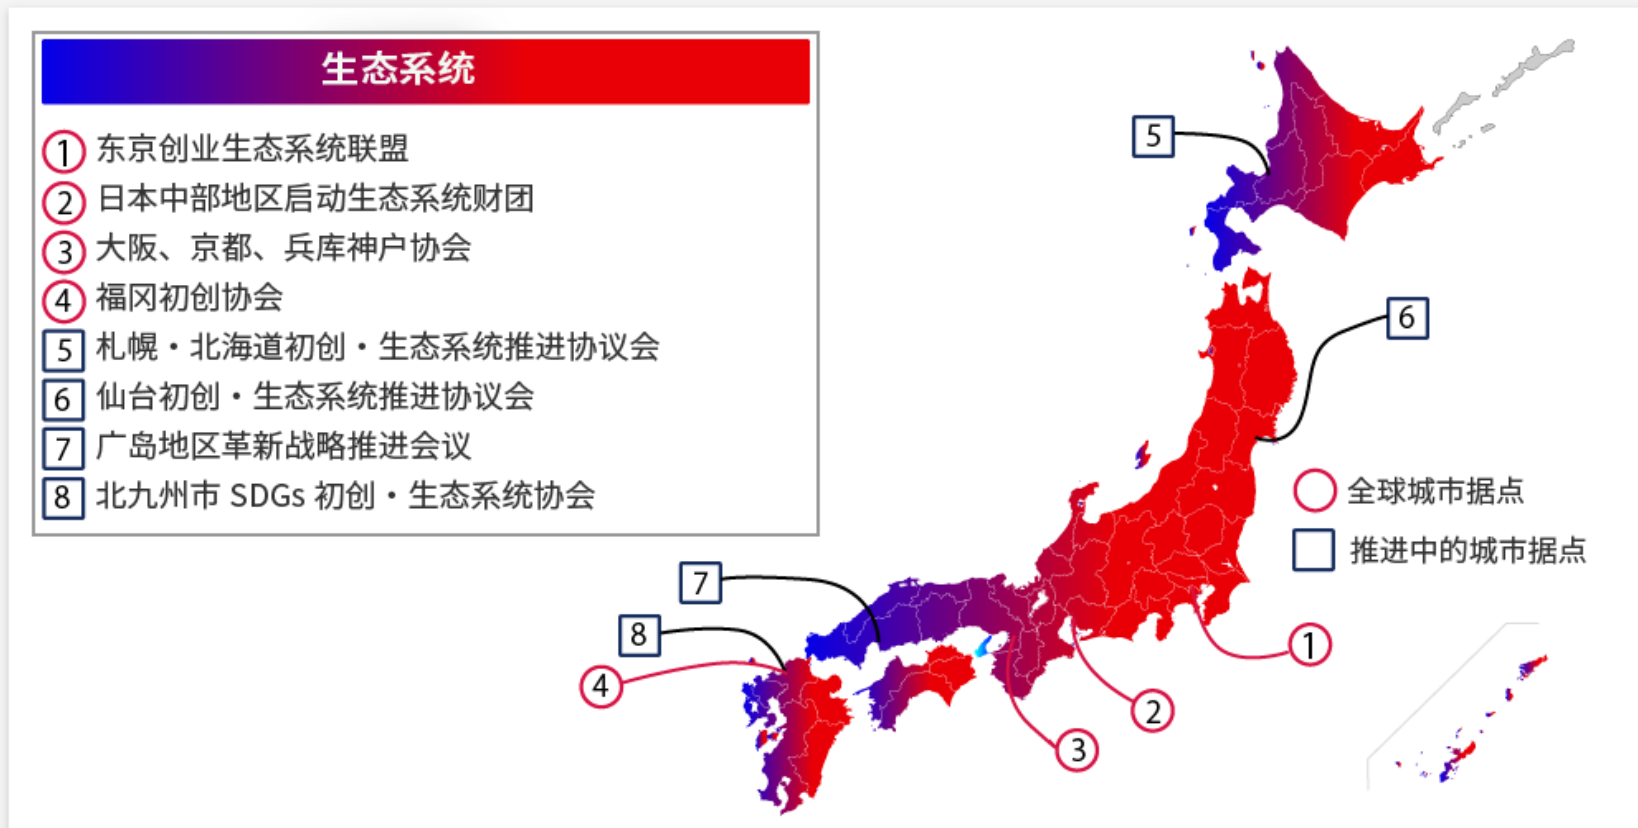 生态系统
1 东京创业生态系统联盟
2 日本中部地区启动生态系统财团
3 大阪、京都、兵库神户协会
4 福冈初创协会
5 札幌・北海道初创・生态系统推进协议会
6 仙台初创・生态系统推进协议会
7 广岛地区革新战略推进会议
8 北九州市 SDGs 初创・生态系统协会
5
6
全球城市据点
推进中的城市据点
7
8
4
1
2
3